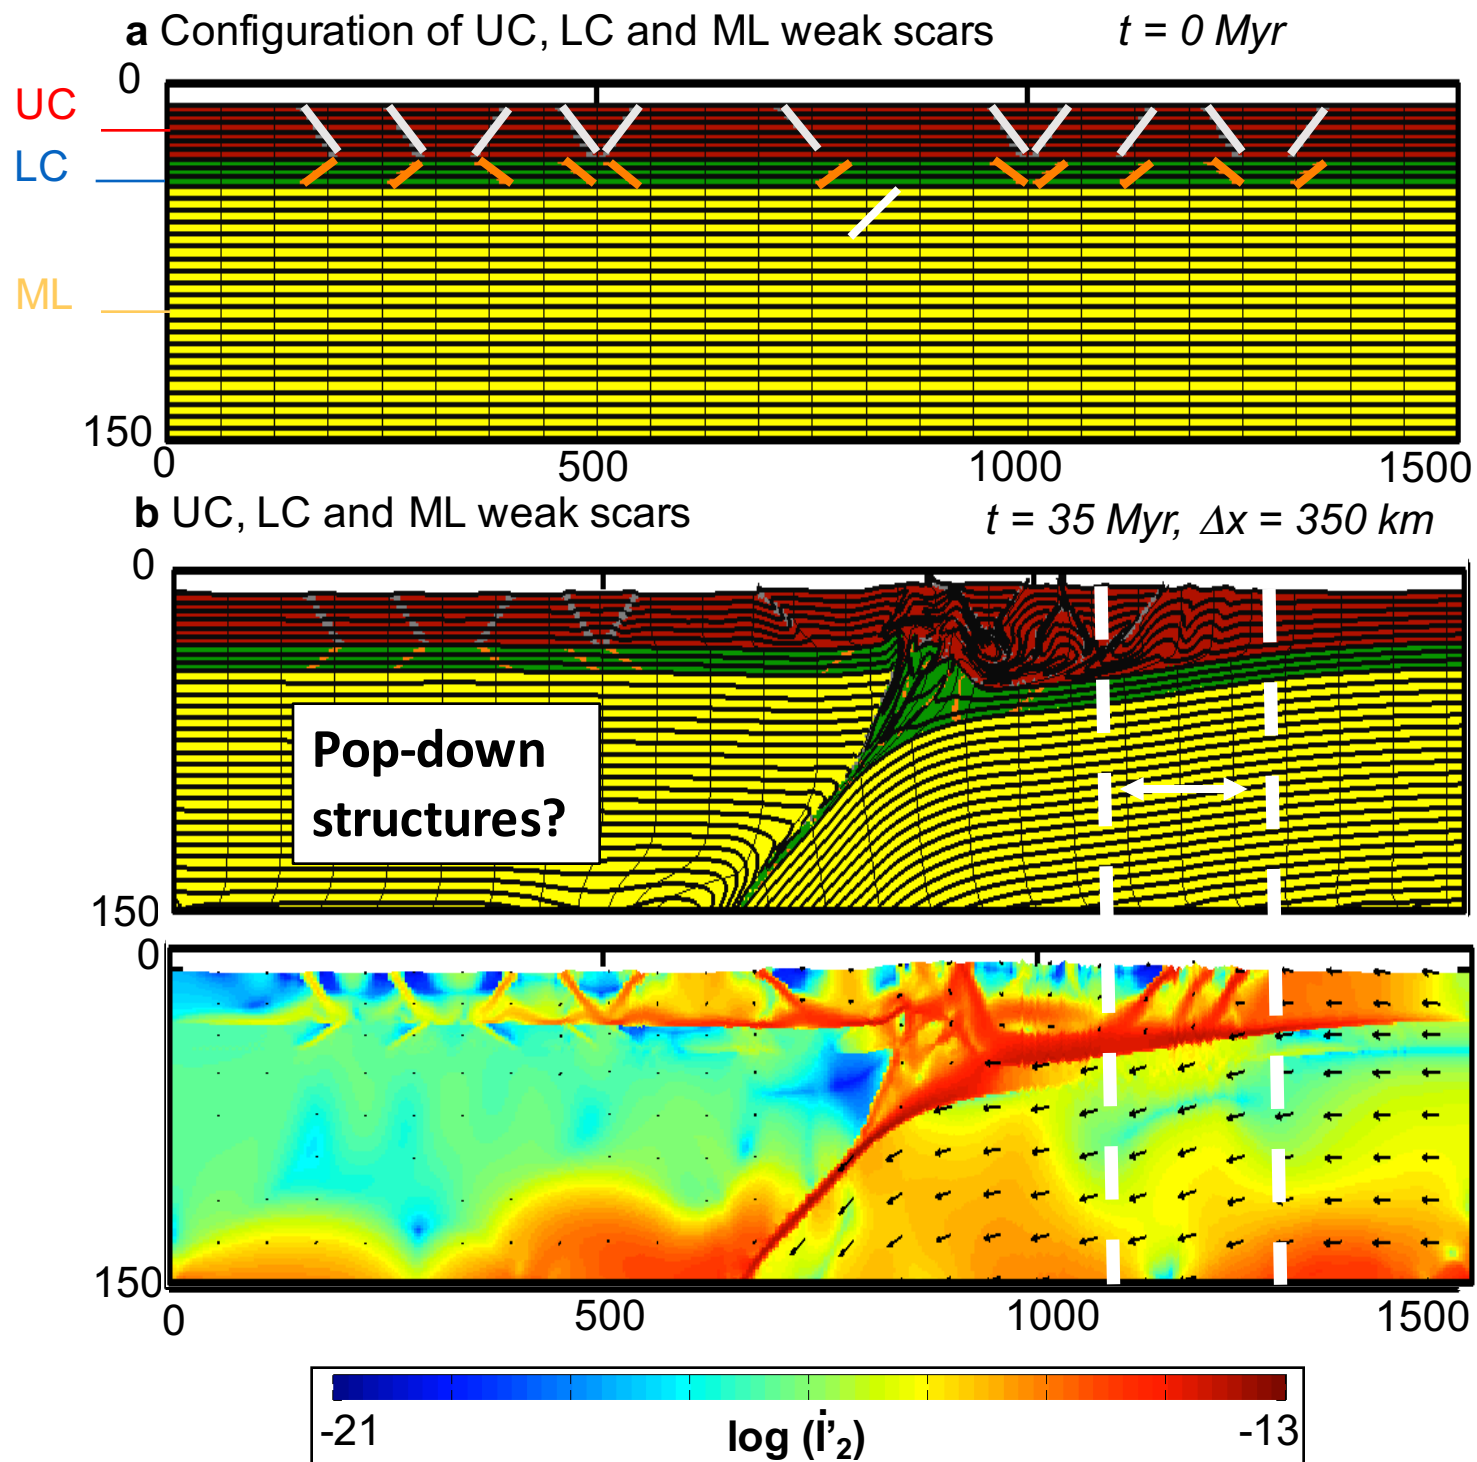 a Configuration of UC, LC and ML weak scars t = 0 Myr
0
UC
LC
ML
150
0 500 1000 1500
b UC, LC and ML weak scars
t = 35 Myr, Δx = 350 km
0
Pop-down
structures?
150
0
150
0 500 1000 1500
-21 log (İ’₂) -13